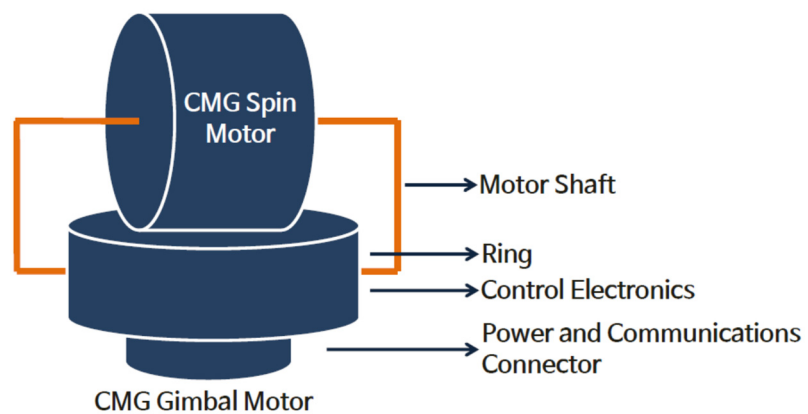 CMG Spin
Motor
Motor Shaft
Ring
Control Electronics
Power and Communications
Connector
CMG Gimbal Motor